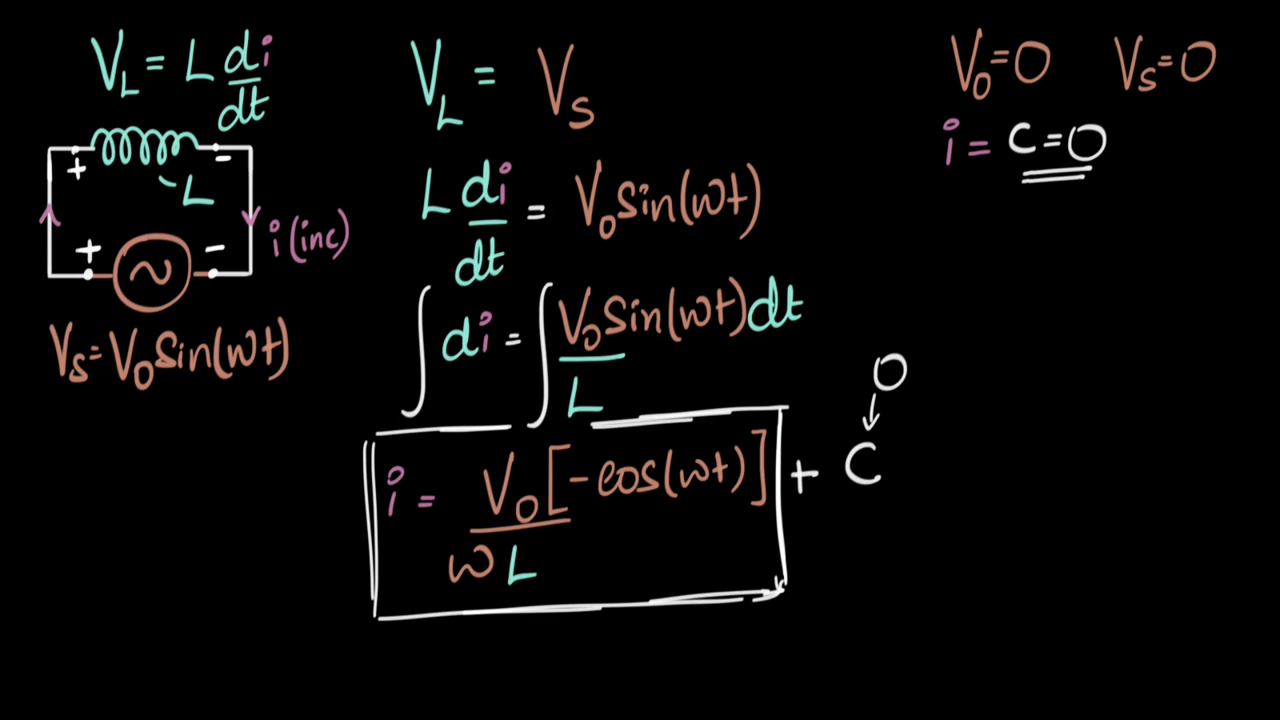 V_L = L di/dt
+ -
L
+ -
i (inc)
V_s = V_0 sin(ωt)
V_L = V_s
L di/dt = V_0 sin(ωt)
∫ di = ∫ V_0 sin(ωt) dt / L
0
↓
i = V_0 [-cos(ωt)] / ωL + C
V_0 = 0 V_s = 0
i = C = 0